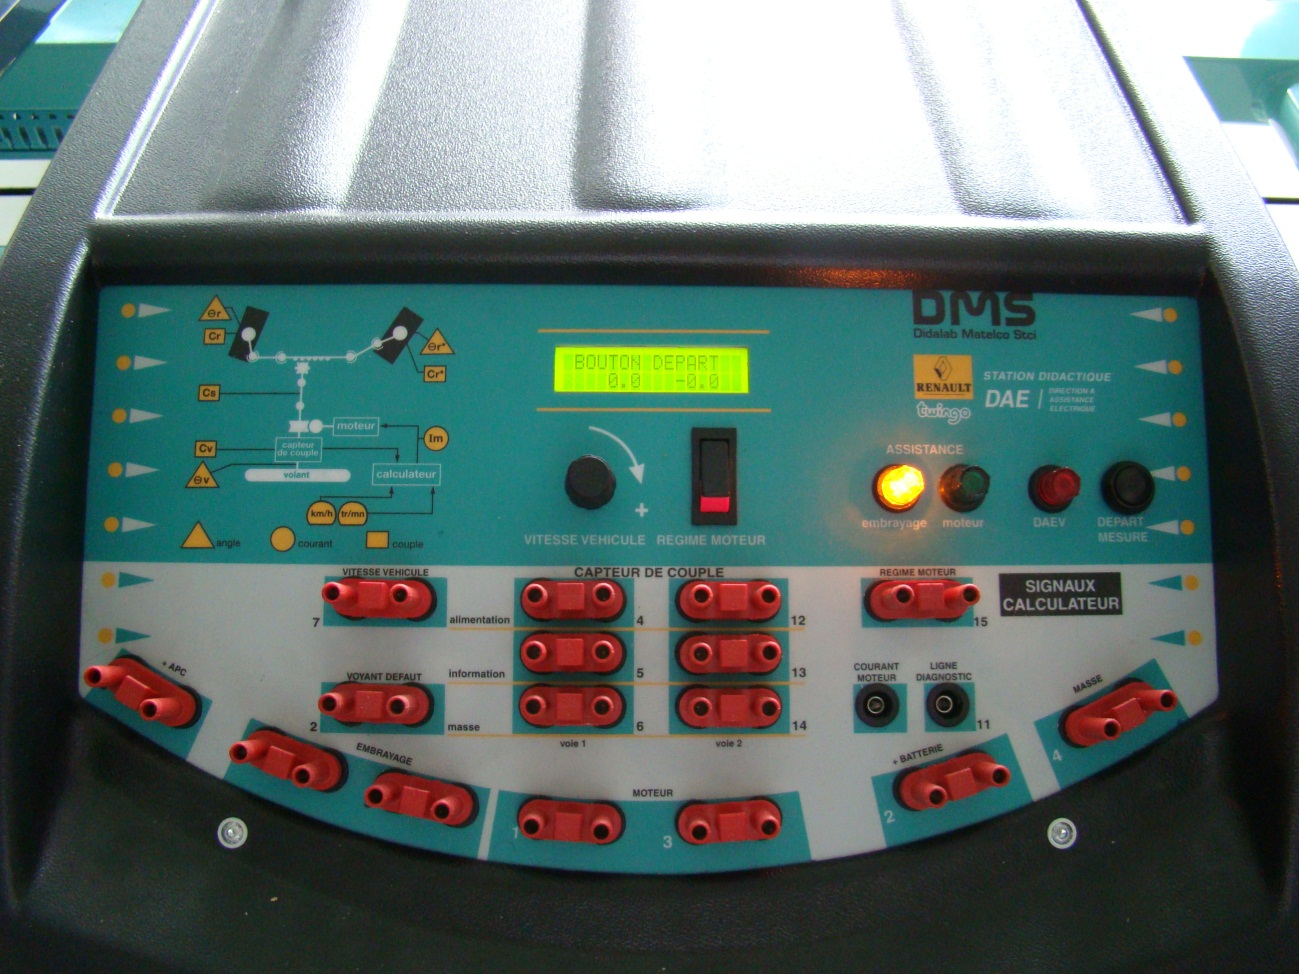 Θr
Cr
Θr*
Cr*
Cs
moteur
Im
Cv
capteur
de couple
Θv
volant
calculateur
km/h
tr/mn
angle
courant
couple
BOUTON DEPART
0.0 -0.0
+
VITESSE VEHICULE
REGIME MOTEUR
DMS
Didalab Matelco Stci
RENAULT
twingo
STATION DIDACTIQUE
DAE
DIRECTION A
ASSISTANCE
ELECTRIQUE
ASSISTANCE
embrayage
moteur
DAEV
DEPART
MESURE
VITESSE VEHICULE
7
CAPTEUR DE COUPLE
alimentation
4
12
REGIME MOTEUR
15
SIGNAUX
CALCULATEUR
information
5
13
VOYANT DEFAUT
2
masse
6
14
voie 1
voie 2
COURANT
MOTEUR
LIGNE
DIAGNOSTIC
11
+ APC
EMBRAYAGE
MOTEUR
1
3
+ BATTERIE
2
MASSE
4